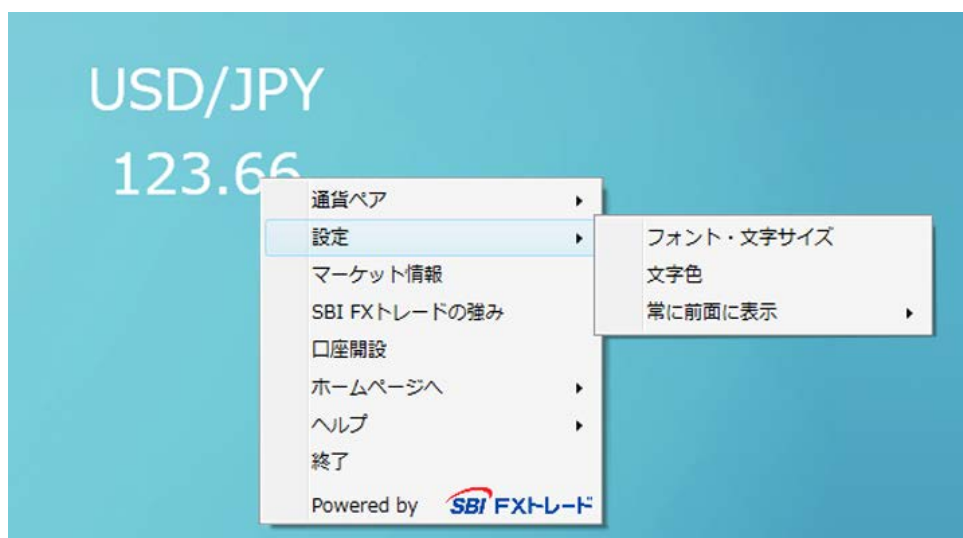 USD/JPY
123.66
通貨ペア
設定
マーケット情報
SBI FXトレードの強み
口座開設
ホームページへ
ヘルプ
終了
Powered by SBI FXトレード
フォント・文字サイズ
文字色
常に前面に表示